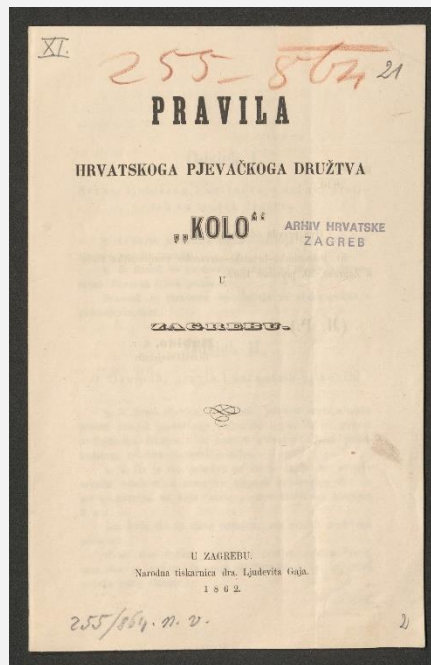 XI.
255-864
21
PRAVILA
HRVATSKOGA PJEVAČKOGA DRUŽTVA
„KOLO“
ARHIV HRVATSKE
ZAGREB
U
ZAGREBU.
U ZAGREBU.
Narodna tiskarnica dra. Ljudevita Gaja.
1862.
255/864. n. v.
2